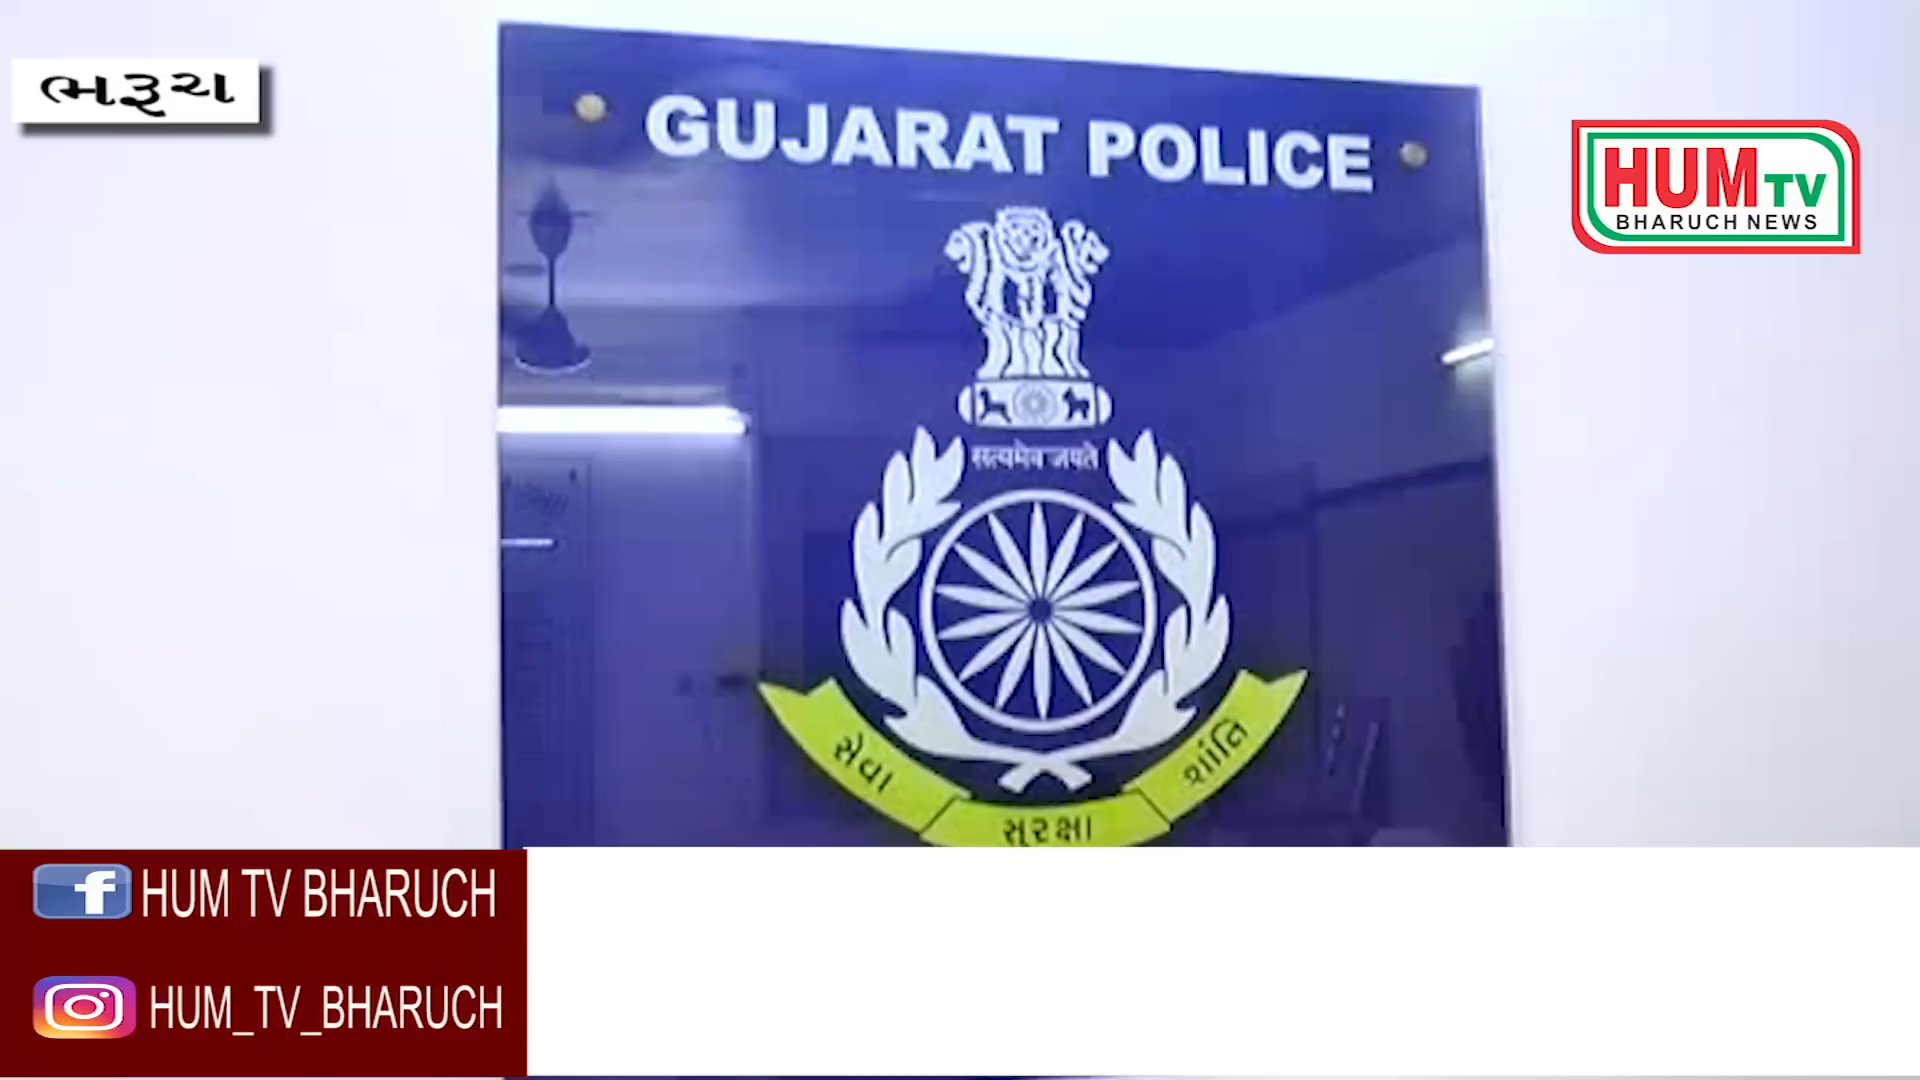 ભરૂચ
GUJARAT POLICE
HUM TV
BHARUCH NEWS
सत्यमेव जयते
સેવા
સુરક્ષા
શાંતિ
HUM TV BHARUCH
HUM_TV_BHARUCH